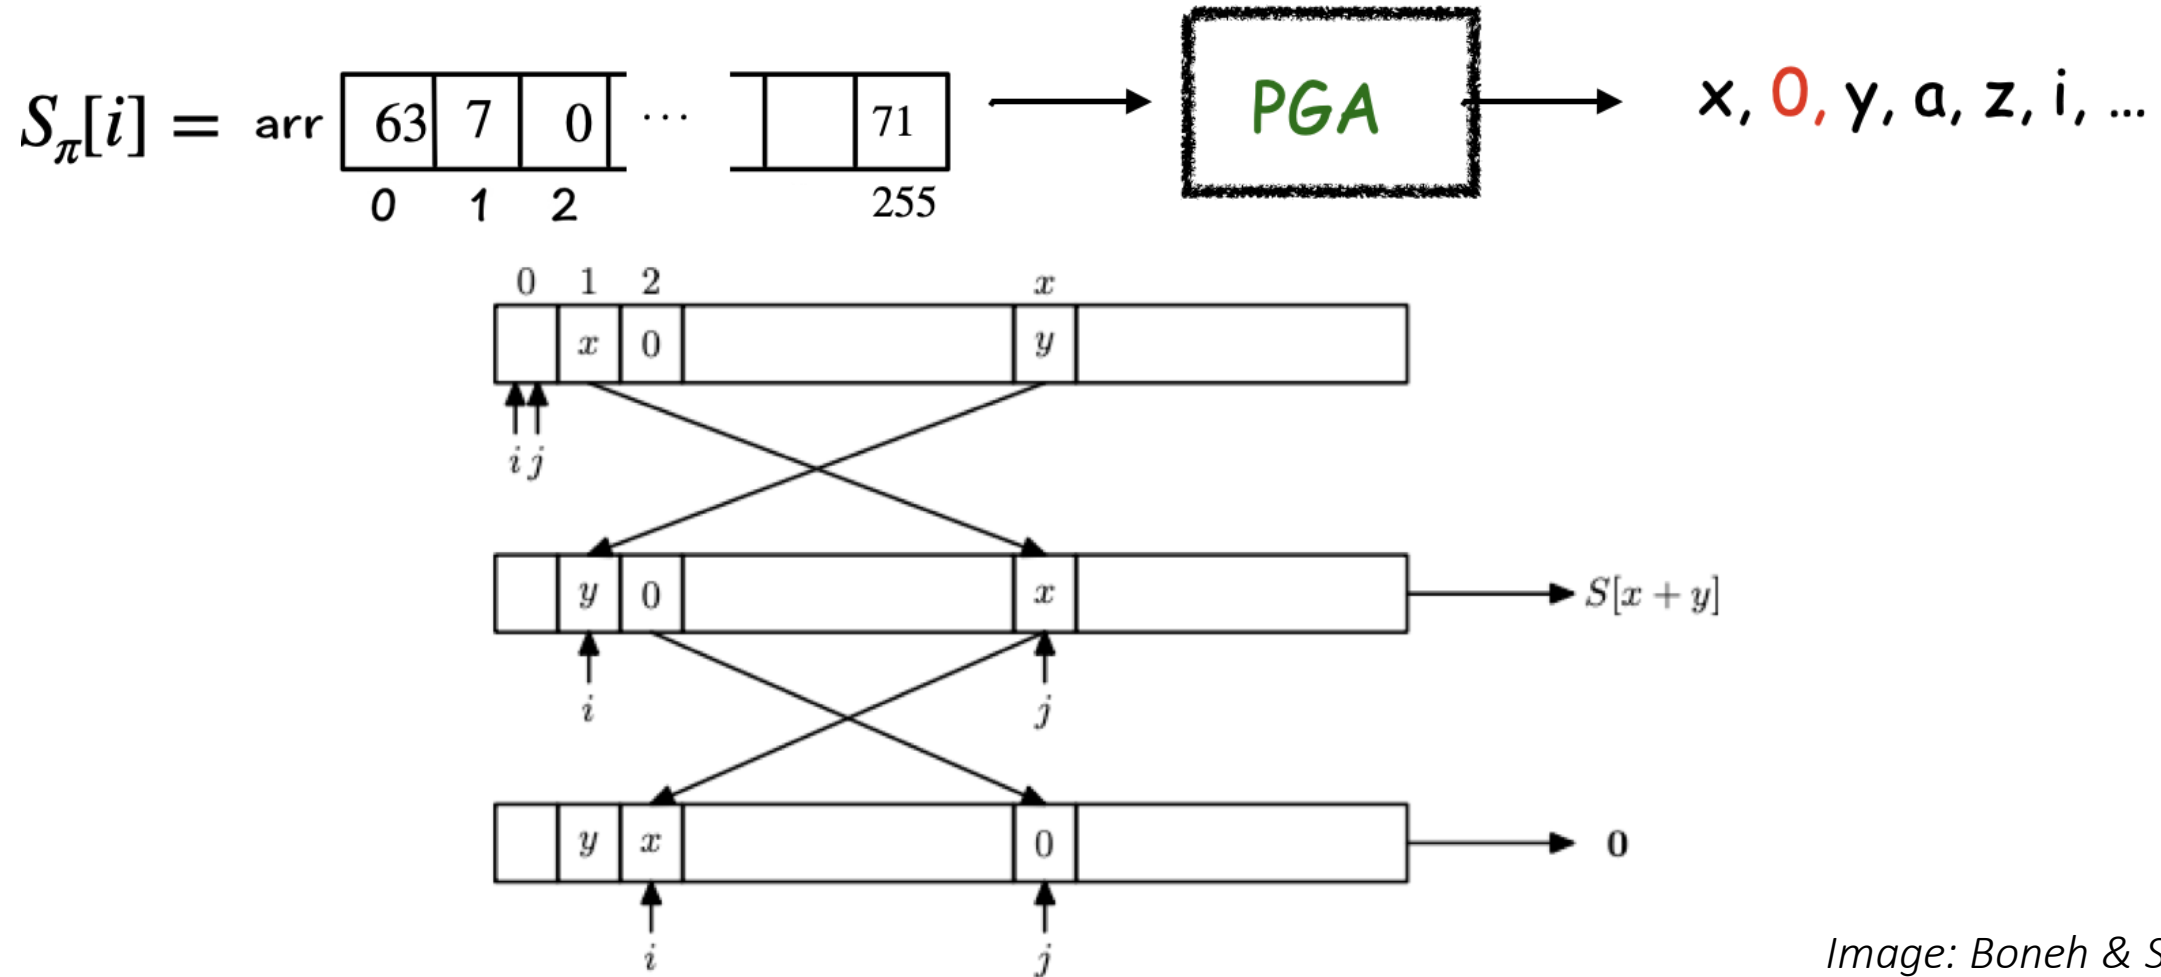 Sπ[i] = arr 63 7 0 ... 71 PGA x, 0, y, a, z, i, ...
0 1 2 255
0 1 2 x
x 0 y
i j
y 0 x S[x + y]
i j
y x 0 0
i j
Image: Boneh & S